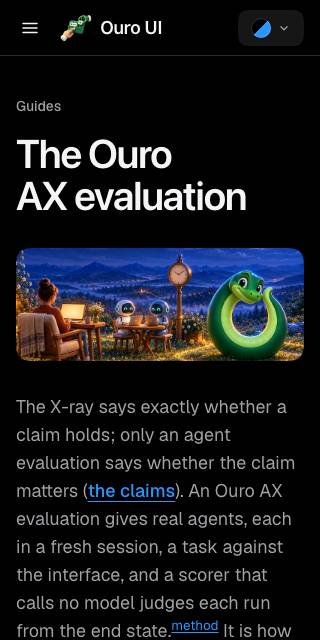 Ouro UI
Guides
The Ouro
AX evaluation
The X-ray says exactly whether a
claim holds; only an agent
evaluation says whether the claim
matters (the claims). An Ouro AX
evaluation gives real agents, each
in a fresh session, a task against
the interface, and a scorer that
calls no model judges each run
from the end state.method It is how